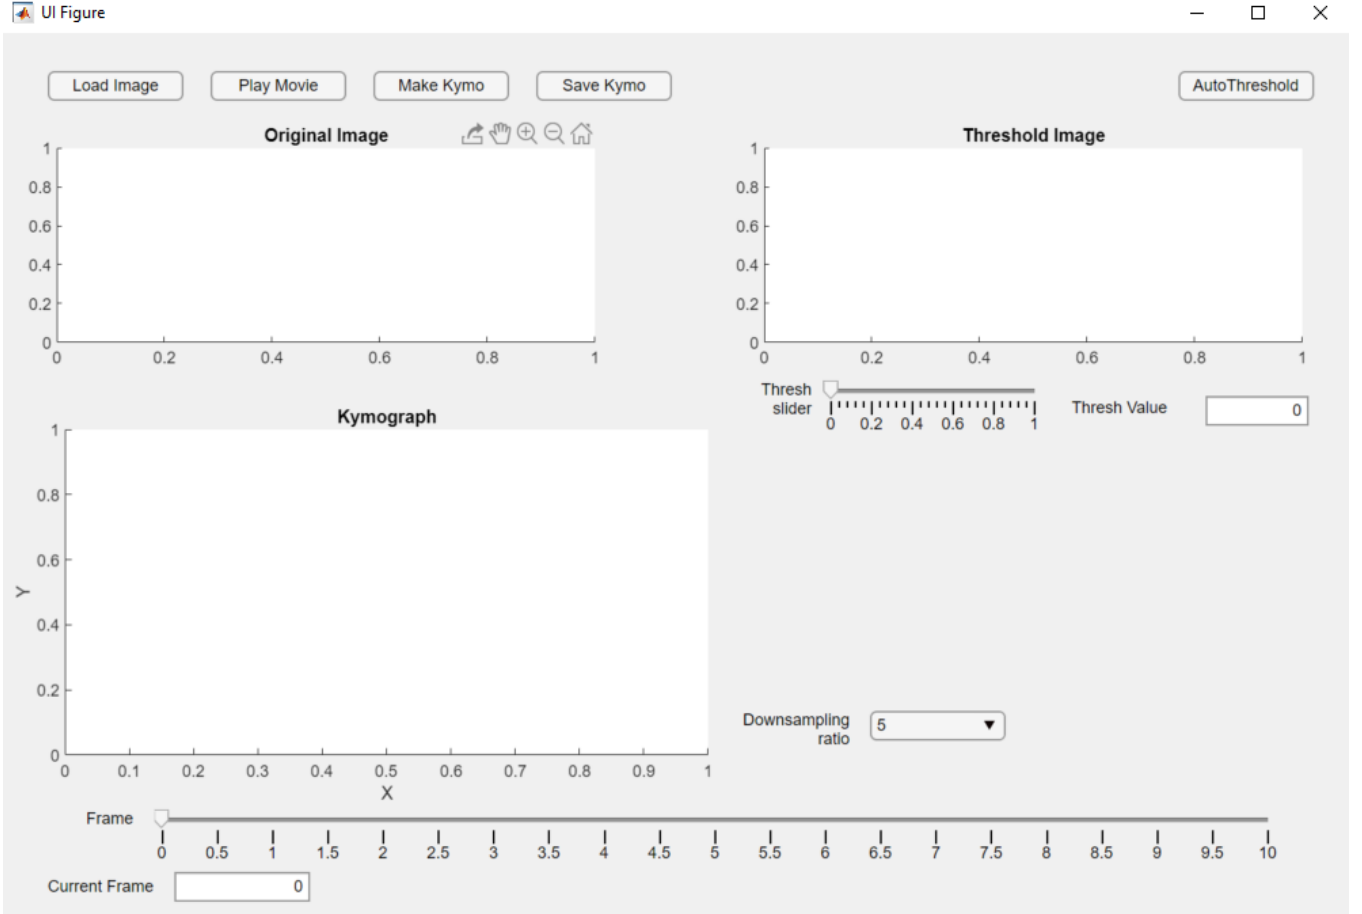 UI Figure
Load Image
Play Movie
Make Kymo
Save Kymo
AutoThreshold
Original Image
1
0.8
0.6
0.4
0.2
0
0 0.2 0.4 0.6 0.8 1
Threshold Image
1
0.8
0.6
0.4
0.2
0
0 0.2 0.4 0.6 0.8 1
Thresh
slider
0 0.2 0.4 0.6 0.8 1
Thresh Value
0
Kymograph
1
0.8
0.6
0.4
0.2
0
Y
0 0.1 0.2 0.3 0.4 0.5 0.6 0.7 0.8 0.9 1
X
Downsampling
ratio
5
Frame
0 0.5 1 1.5 2 2.5 3 3.5 4 4.5 5 5.5 6 6.5 7 7.5 8 8.5 9 9.5 10
Current Frame
0